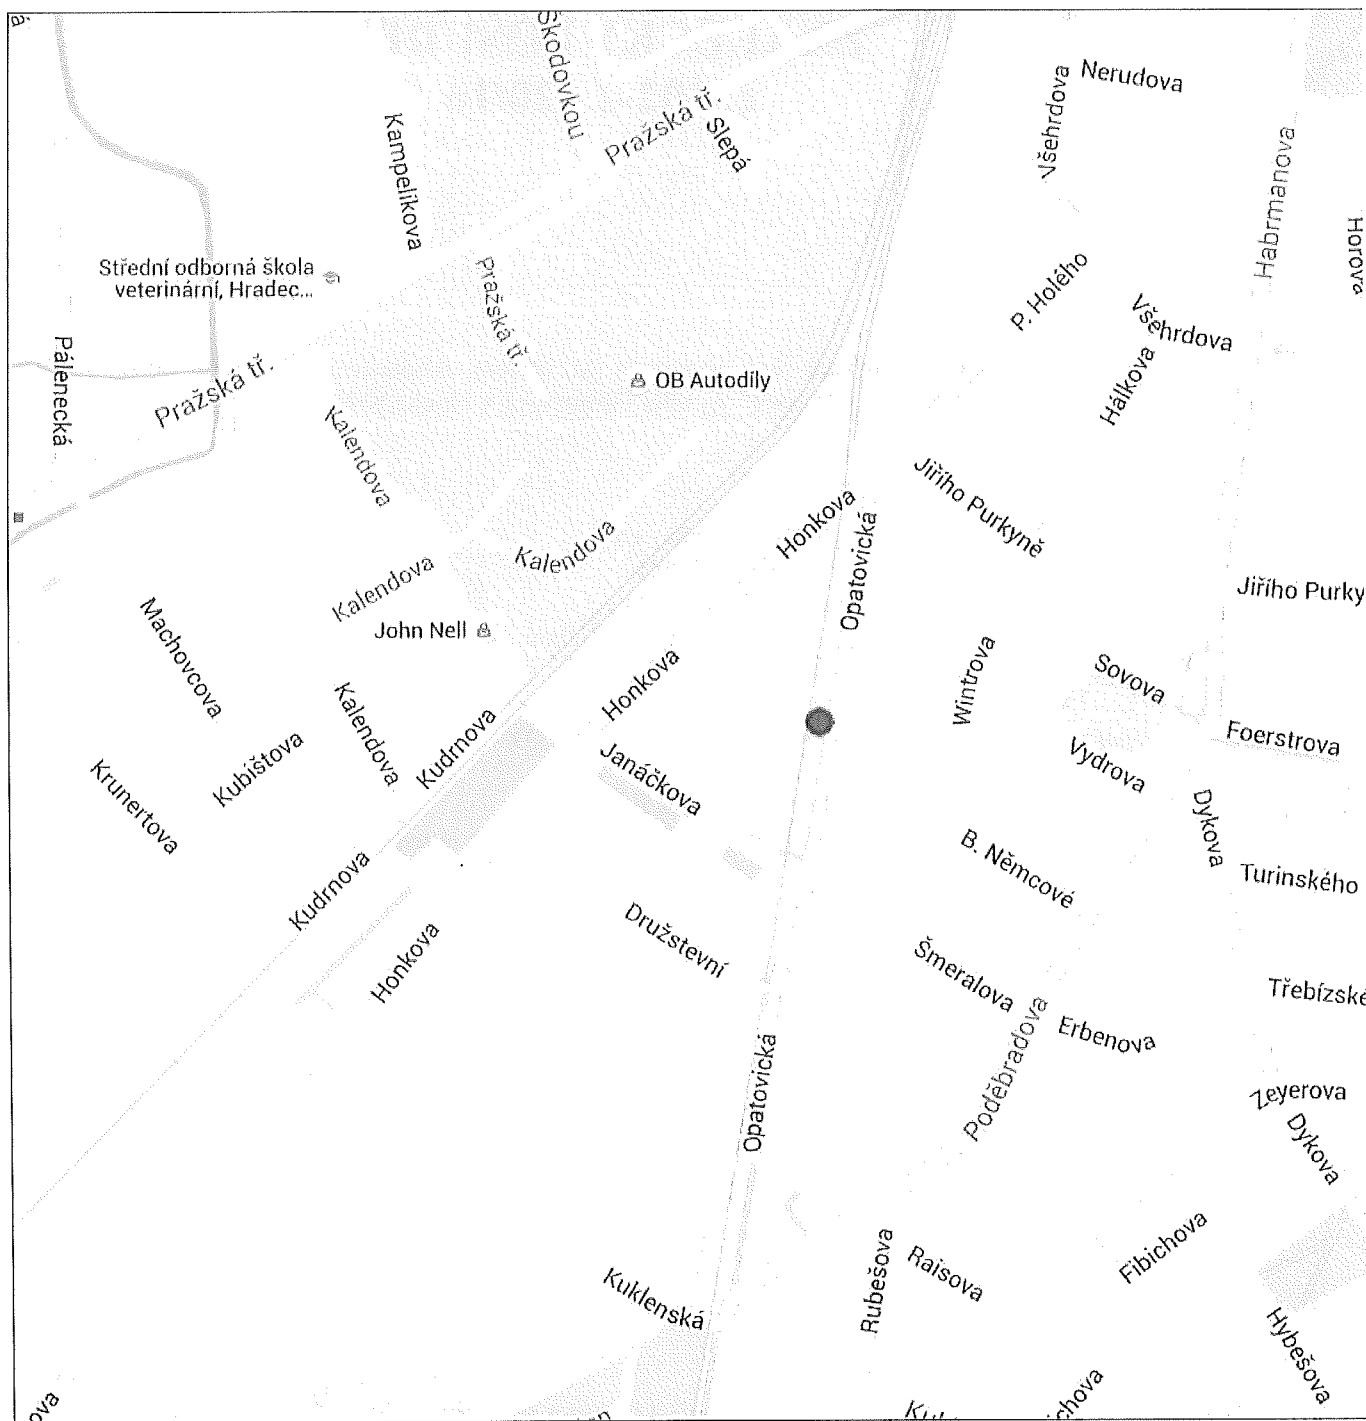 á
Škodovkou
Nerudova
Všehrdova
Pražská tř.
Slepá
Kampelíkova
Habrmanova
Horova
Střední odborná škola
veterinární, Hradec...
Pražská tř.
P. Holého
Všehrdova
Hálkova
Pálenecká
Pražská tř.
OB Autodíly
Kalendova
Jiřího Purkyně
Honkova
Opatovická
Kalendova
Kalendova
Jiřího Purky
Machovcova
John Nell
Honkova
Wintrova
Sovova
Kalendova
Kudrnova
Foerstrova
Kubištova
Janáčkova
Vydrova
Krunertova
Dykova
B. Němcové
Kudrnova
Turinského
Honkova
Družstevní
Šmeralova
Třebízské
Erbenova
Poděbradova
Opatovická
Zeyerova
Dykova
Fibichova
Rubešova
Raisova
Kuklenská
Hybešova
ova
chova